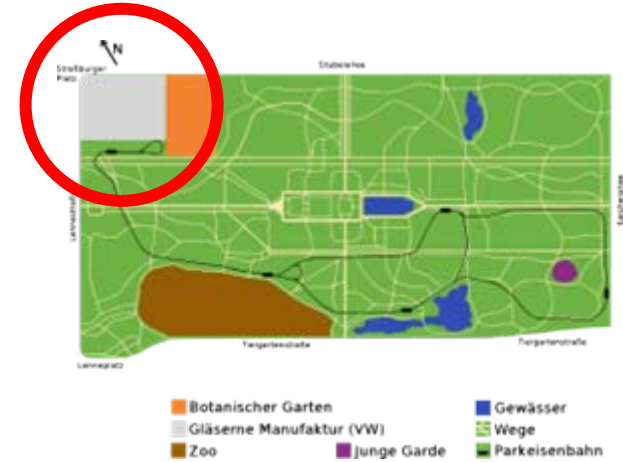 N
Straßburger
Platz
Stübelallee
Lennéstraße
Karcherallee
Tiergartenstraße
Tiergartenstraße
Lennéplatz
Botanischer Garten
Gewässer
Gläserne Manufaktur (VW)
Wege
Zoo
Junge Garde
Parkeisenbahn